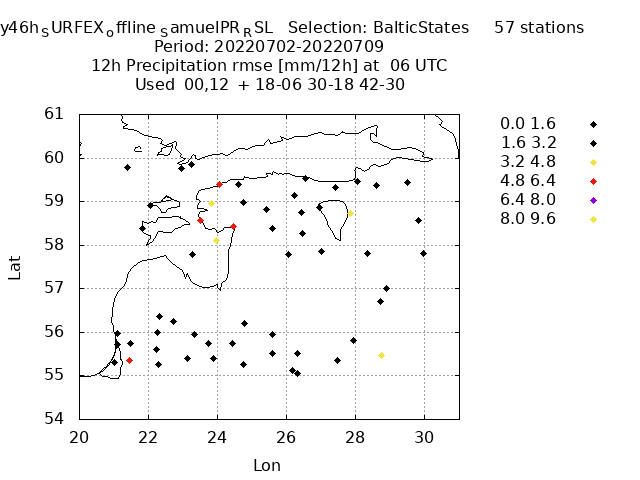 y46h_SURFEX_offline_SamuelPR_RSL Selection: BalticStates 57 stations
Period: 20220702-20220709
12h Precipitation rmse [mm/12h] at 06 UTC
Used 00,12 + 18-06 30-18 42-30
61
60
59
58
57
56
55
54
Lat
20 22 24 26 28 30
Lon
0.0 1.6
1.6 3.2
3.2 4.8
4.8 6.4
6.4 8.0
8.0 9.6